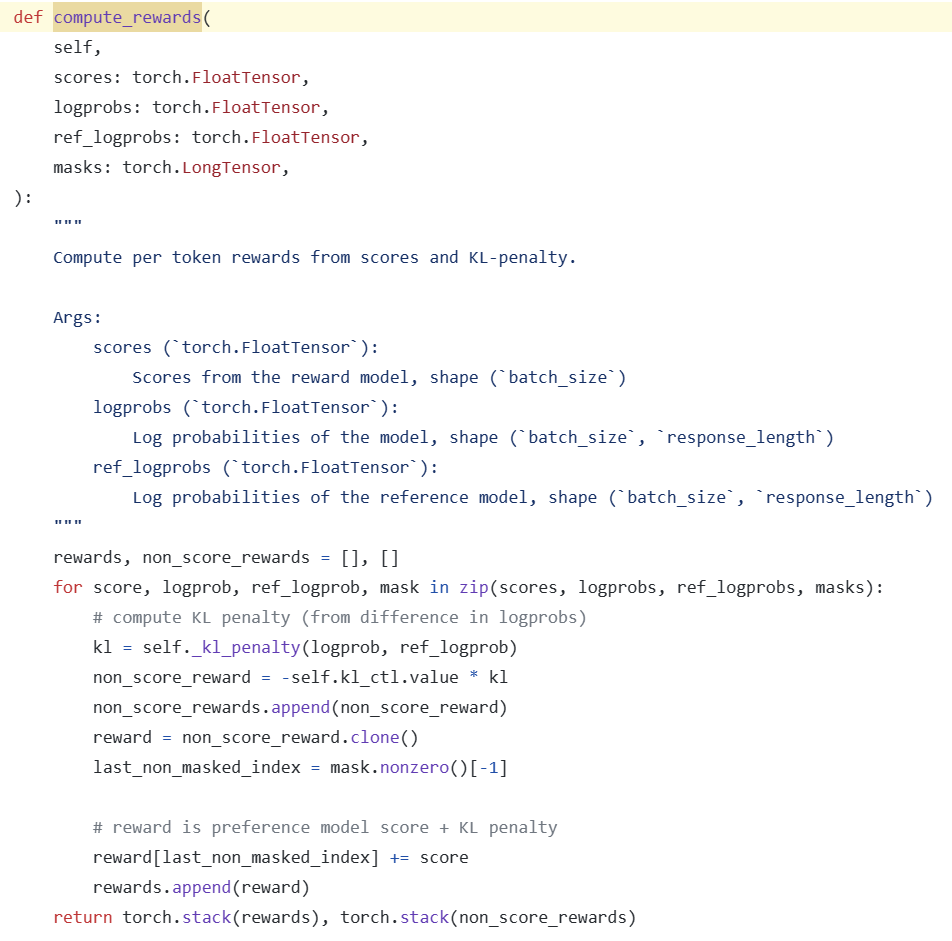 def compute_rewards(
    self,
    scores: torch.FloatTensor,
    logprobs: torch.FloatTensor,
    ref_logprobs: torch.FloatTensor,
    masks: torch.LongTensor,
):
    """
    Compute per token rewards from scores and KL-penalty.

    Args:
        scores (`torch.FloatTensor`):
            Scores from the reward model, shape (`batch_size`)
        logprobs (`torch.FloatTensor`):
            Log probabilities of the model, shape (`batch_size`, `response_length`)
        ref_logprobs (`torch.FloatTensor`):
            Log probabilities of the reference model, shape (`batch_size`, `response_length`)
    """
    rewards, non_score_rewards = [], []
    for score, logprob, ref_logprob, mask in zip(scores, logprobs, ref_logprobs, masks):
        # compute KL penalty (from difference in logprobs)
        kl = self._kl_penalty(logprob, ref_logprob)
        non_score_reward = -self.kl_ctl.value * kl
        non_score_rewards.append(non_score_reward)
        reward = non_score_reward.clone()
        last_non_masked_index = mask.nonzero()[-1]

        # reward is preference model score + KL penalty
        reward[last_non_masked_index] += score
        rewards.append(reward)
    return torch.stack(rewards), torch.stack(non_score_rewards)